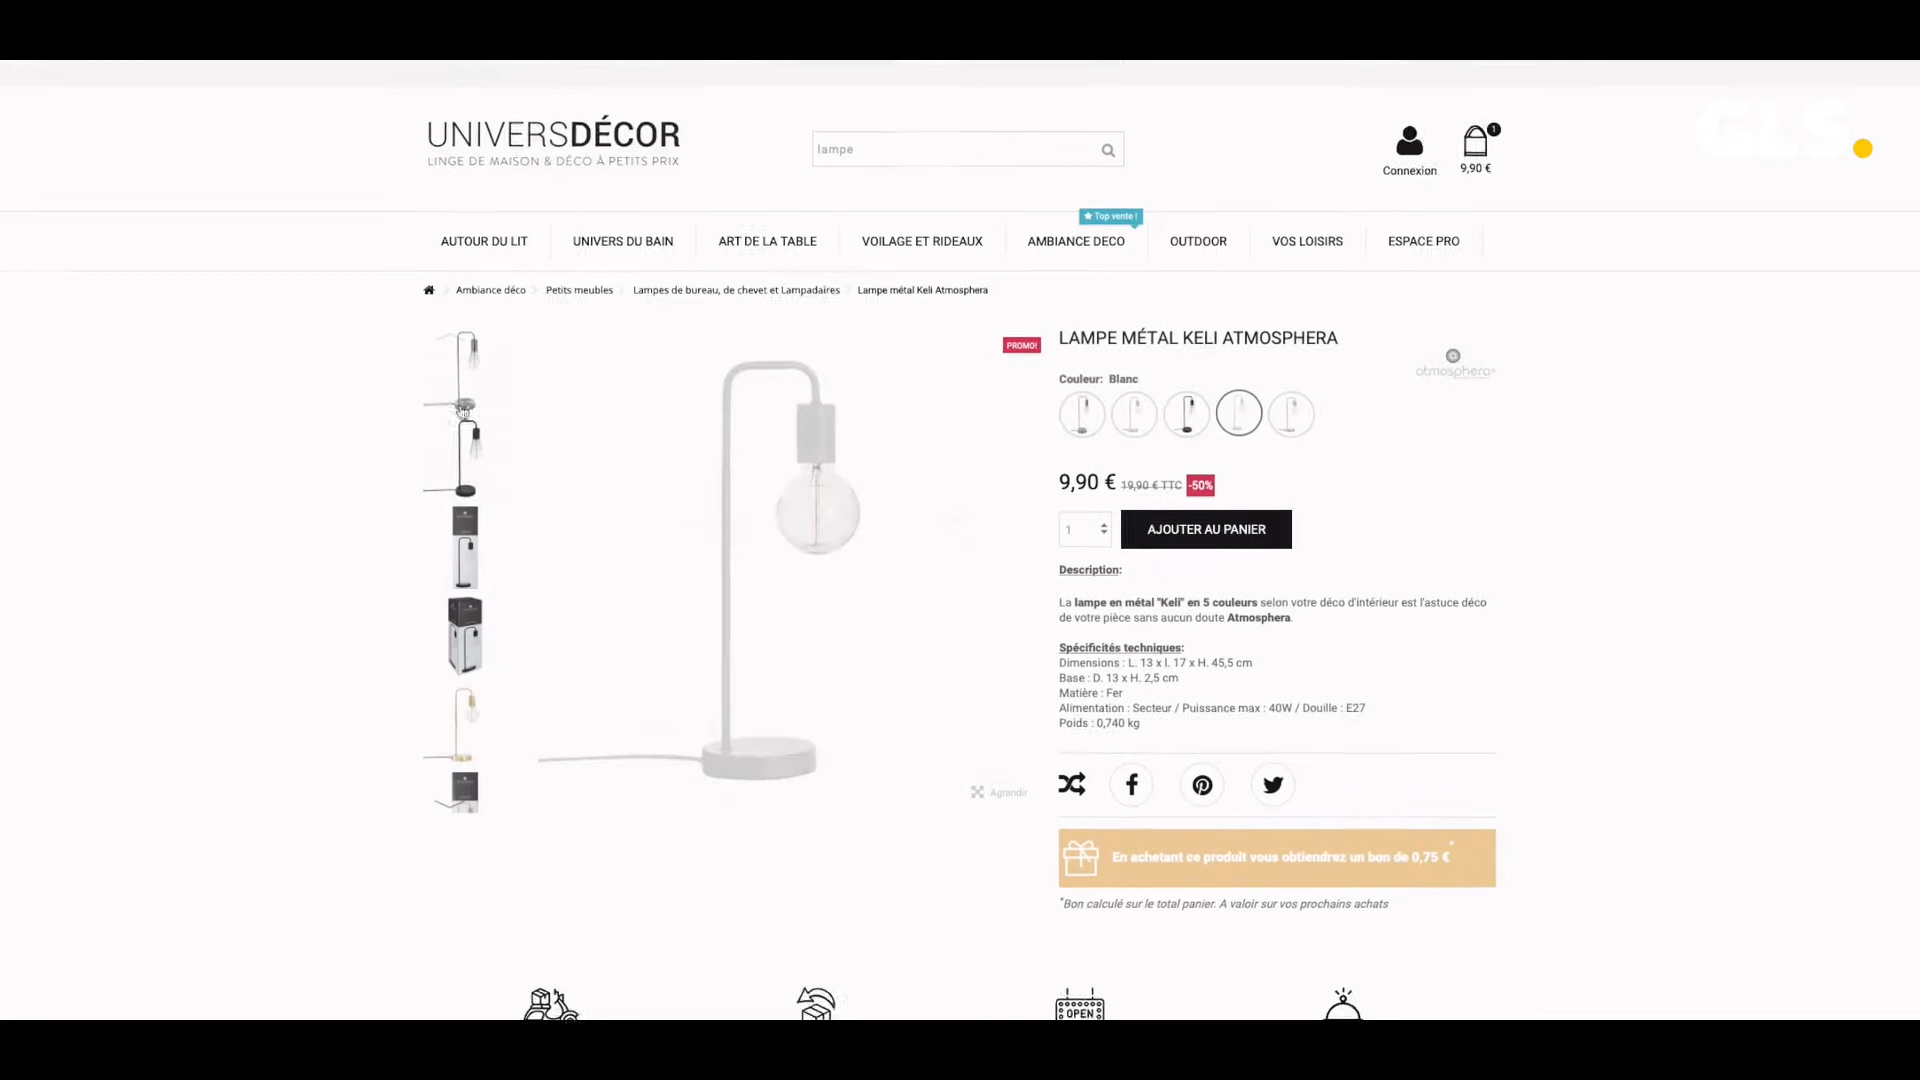 GLS.
UNIVERSDÉCOR
LINGE DE MAISON & DÉCO À PETITS PRIX
lampe
Connexion
1
9,90 €
Top vente !
AUTOUR DU LIT
UNIVERS DU BAIN
ART DE LA TABLE
VOILAGE ET RIDEAUX
AMBIANCE DECO
OUTDOOR
VOS LOISIRS
ESPACE PRO
Ambiance déco > Petits meubles > Lampes de bureau, de chevet et Lampadaires > Lampe métal Keli Atmosphera
PROMO!
LAMPE MÉTAL KELI ATMOSPHERA
atmosphera
Couleur: Blanc
9,90 € 19,90 € TTC -50%
1
AJOUTER AU PANIER
Description:
La lampe en métal "Keli" en 5 couleurs selon votre déco d'intérieur est l'astuce déco
de votre pièce sans aucun doute Atmosphera.
Spécificités techniques:
Dimensions : L. 13 x l. 17 x H. 45,5 cm
Base : D. 13 x H. 2,5 cm
Matière : Fer
Alimentation : Secteur / Puissance max : 40W / Douille : E27
Poids : 0,740 kg
Agrandir
En achetant ce produit vous obtiendrez un bon de 0,75 € *
*Bon calculé sur le total panier. A valoir sur vos prochains achats
OPEN